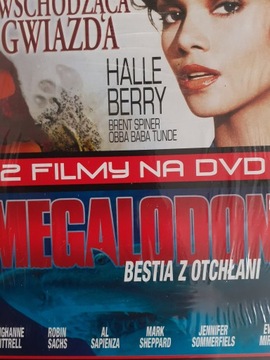 WSCHODZĄCA
GWIAZDA
HALLE
BERRY
BRENT SPINER
OBBA BABA TUNDE
2 FILMY NA DVD
MEGALODON
BESTIA Z OTCHŁANI
ROBIN
SACHS
AL
SAPIENZA
MARK
SHEPPARD
JENNIFER
SOMMERFIELS